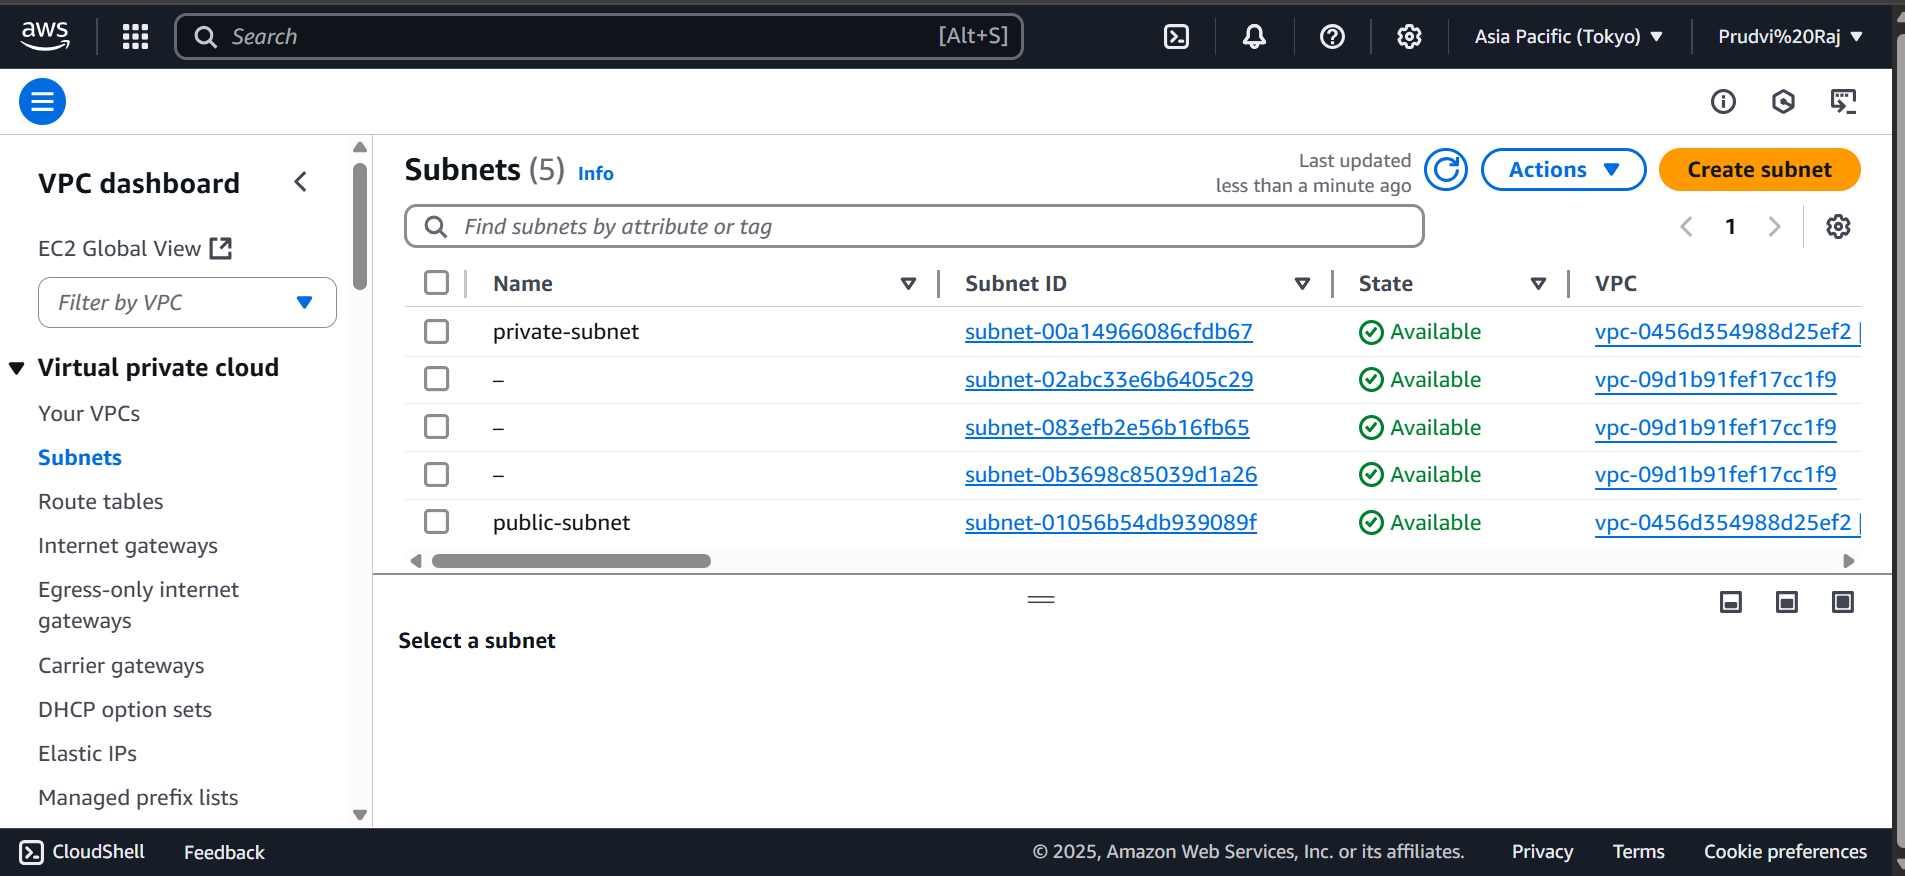 aws
Search [Alt+S]
Asia Pacific (Tokyo)
Prudvi%20Raj
VPC dashboard
EC2 Global View
Filter by VPC
Virtual private cloud
Your VPCs
Subnets
Route tables
Internet gateways
Egress-only internet
gateways
Carrier gateways
DHCP option sets
Elastic IPs
Managed prefix lists
Subnets (5) Info
Last updated
less than a minute ago
Actions
Create subnet
Find subnets by attribute or tag
1
Name Subnet ID State VPC
private-subnet subnet-00a14966086cfdb67 Available vpc-0456d354988d25ef2 |
– subnet-02abc33e6b6405c29 Available vpc-09d1b91fef17cc1f9
– subnet-083efb2e56b16fb65 Available vpc-09d1b91fef17cc1f9
– subnet-0b3698c85039d1a26 Available vpc-09d1b91fef17cc1f9
public-subnet subnet-01056b54db939089f Available vpc-0456d354988d25ef2 |
Select a subnet
CloudShell Feedback © 2025, Amazon Web Services, Inc. or its affiliates. Privacy Terms Cookie preferences